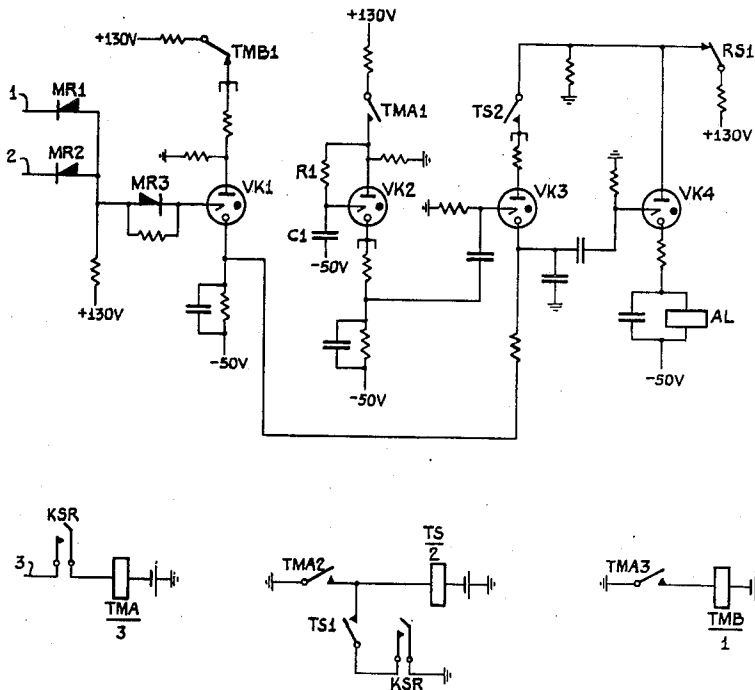 +130V
+130V
TMB1
RS1
MR1
1
TMA1
TS2
+130V
MR2
2
R1
MR3
VK1
VK2
VK3
VK4
C1
-50V
+130V
AL
-50V
-50V
-50V
KSR
3
TMA
3
TMA2
TS
2
TS1
KSR
TMA3
TMB
1